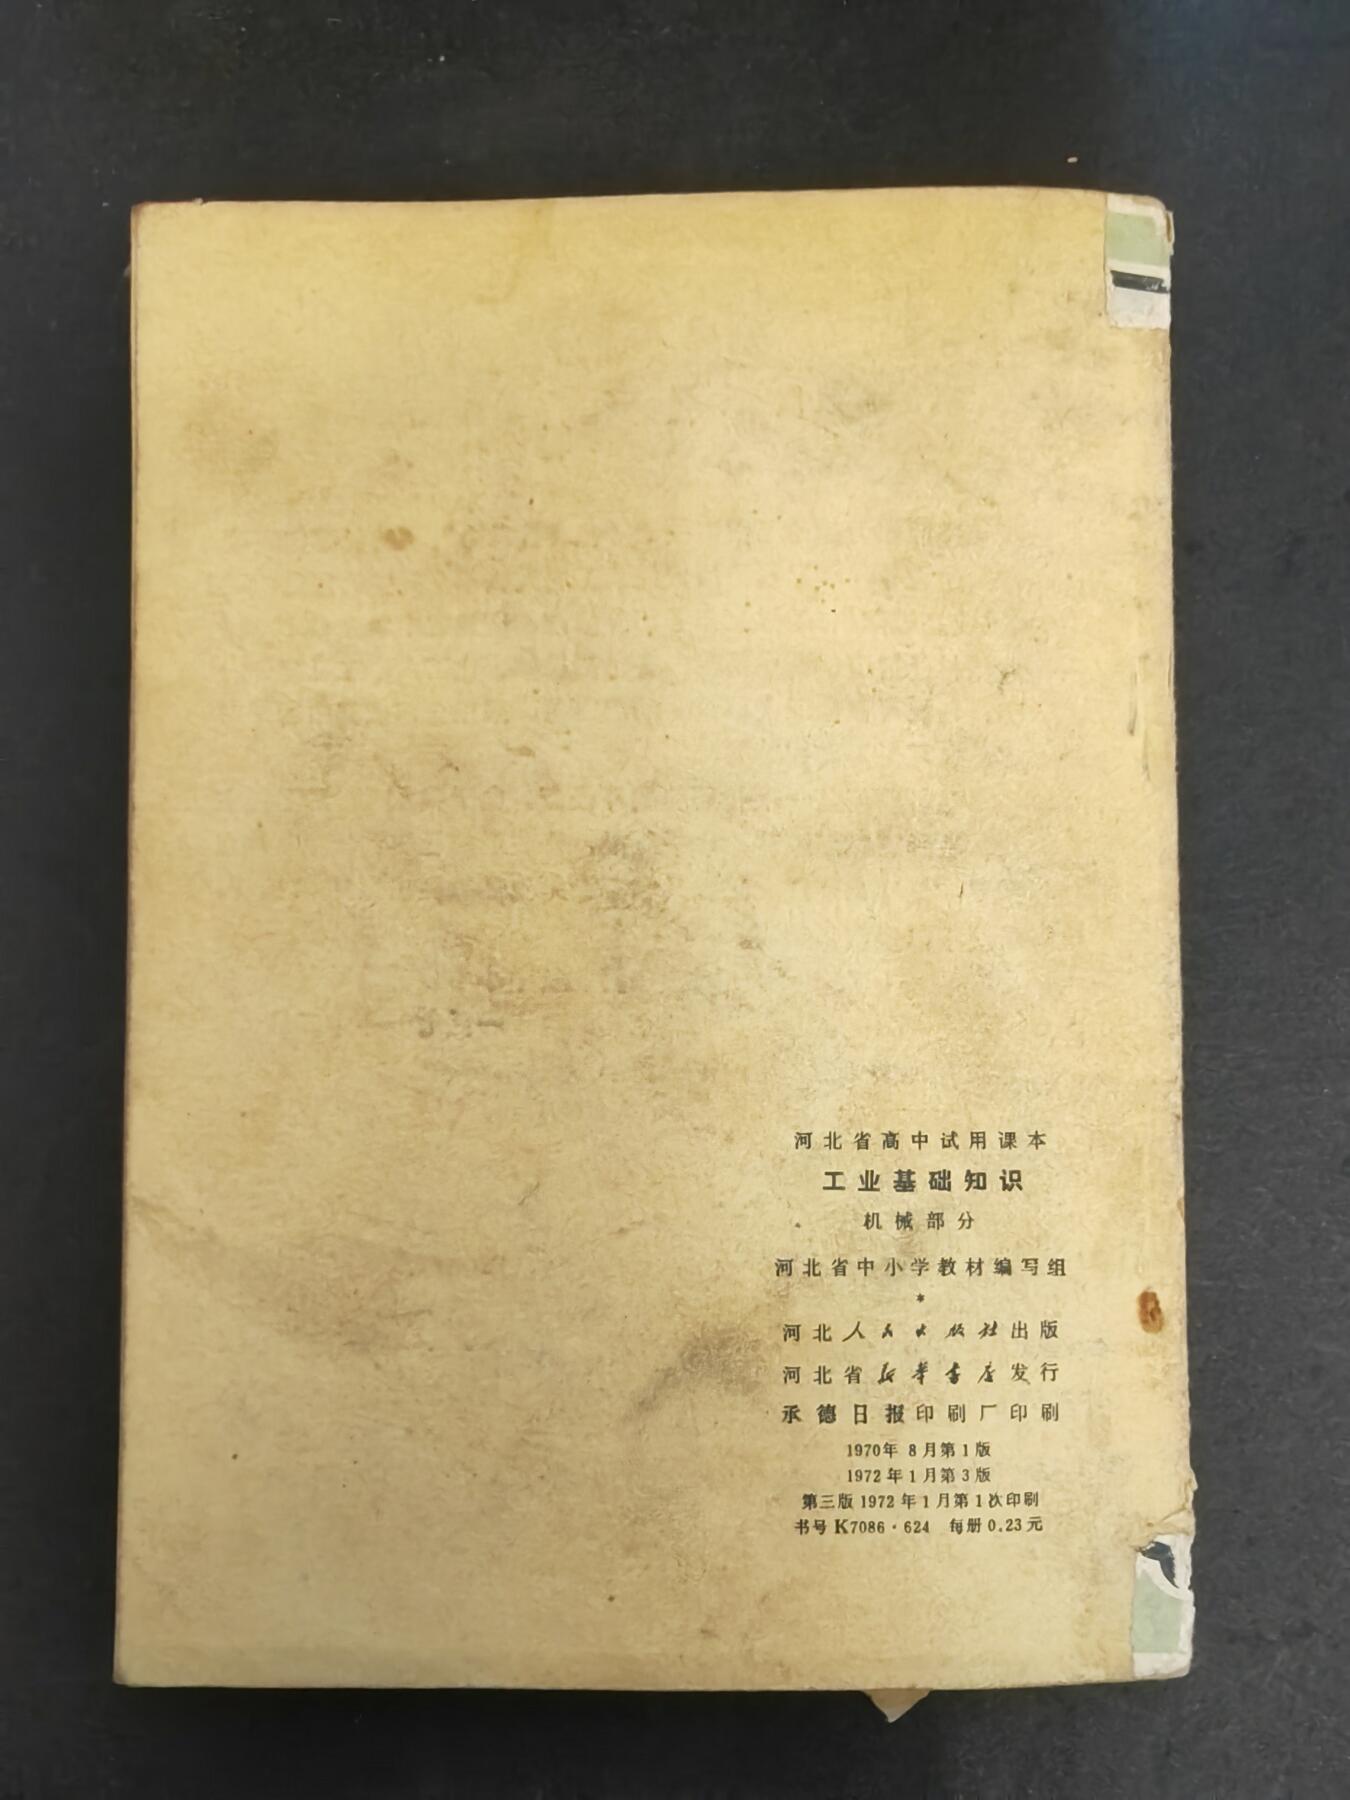 河北省高中试用课本
工业基础知识
机械部分
河北省中小学教材编写组
*
河北人民出版社出版
河北省新华书店发行
承德日报印刷厂印刷
1970年8月第1版
1972年1月第3版
第三版1972年1月第1次印刷
书号K7086·624 每册0.23元